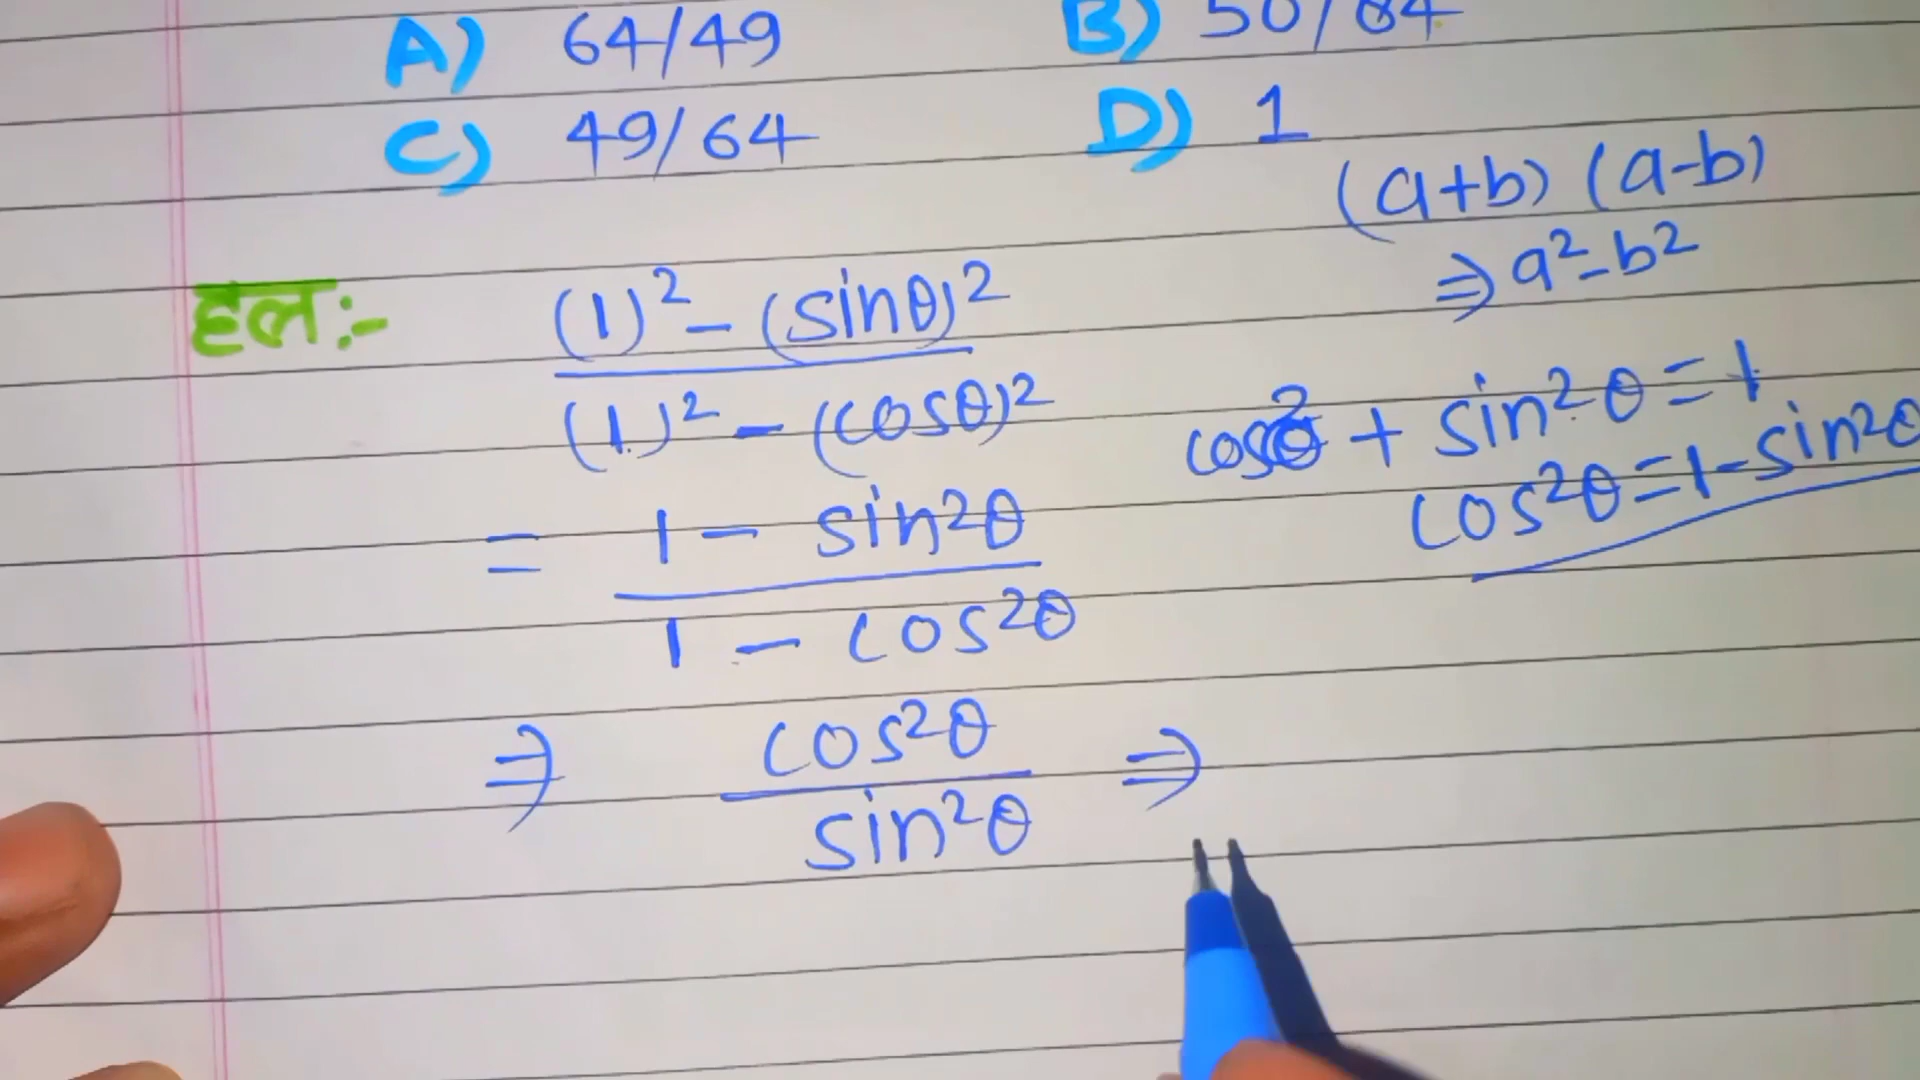 A) 64/49 B) 50/64
C) 49/64 D) 1
(a+b) (a-b)
⇒ a²-b²
हल:-
(1)² - (sinθ)²
(1)² - (cosθ)²
cos²θ + sin²θ = 1
cos²θ = 1 - sin²θ
= 1 - sin²θ
1 - cos²θ
⇒ cos²θ ⇒
sin²θ